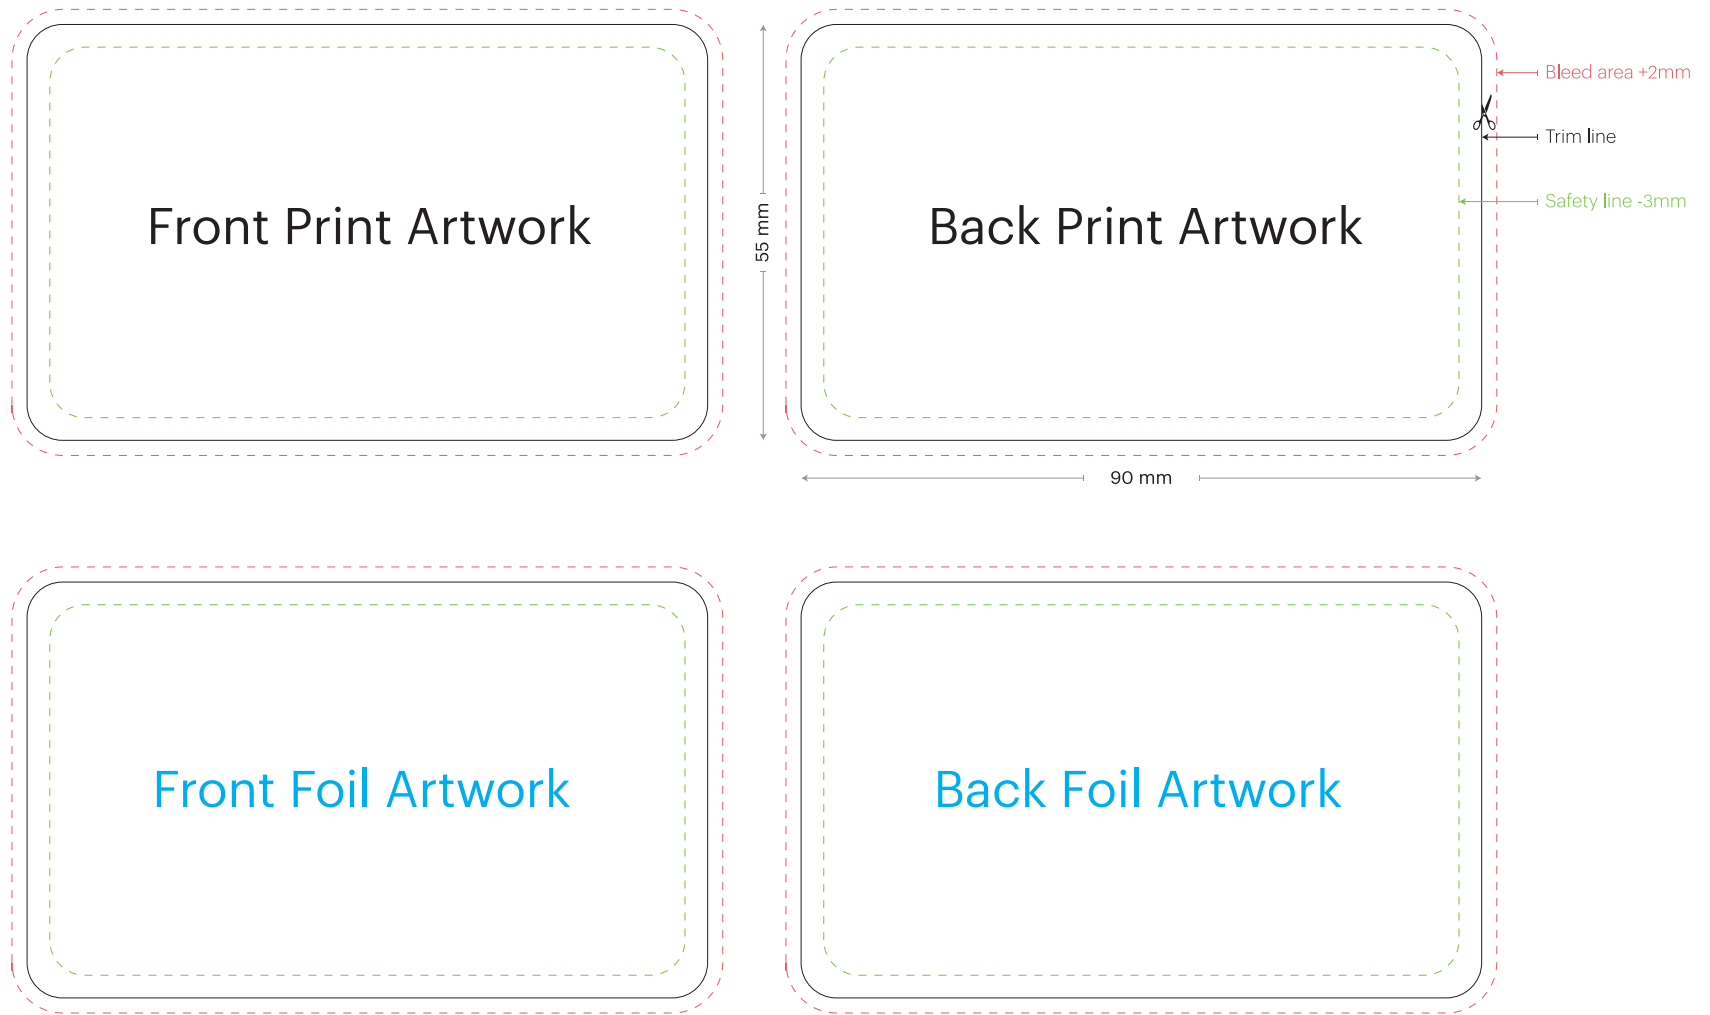 Front Print Artwork
55 mm
Back Print Artwork
Bleed area +2mm
Trim line
Safety line -3mm
90 mm
Front Foil Artwork
Back Foil Artwork